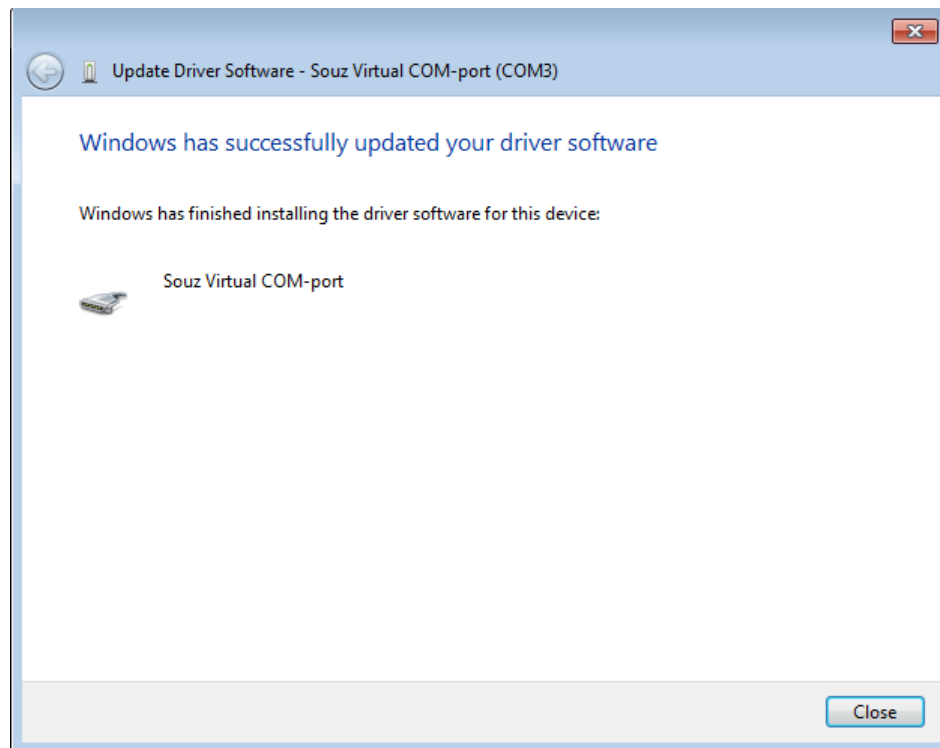 Update Driver Software - Souz Virtual COM-port (COM3)
Windows has successfully updated your driver software
Windows has finished installing the driver software for this device:
Souz Virtual COM-port
Close